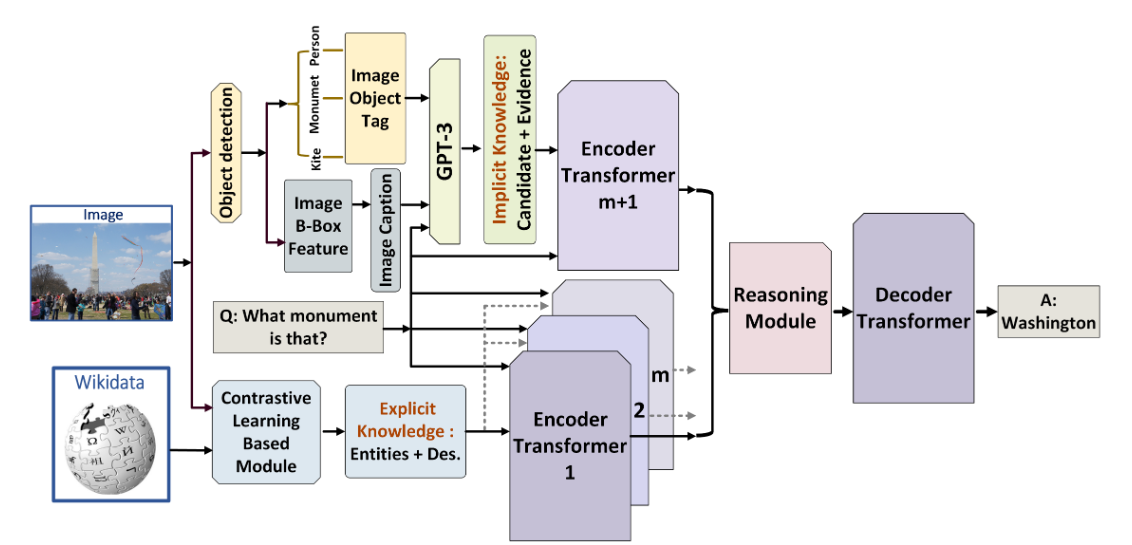 Image
Wikidata
Object detection
Person
Monumet
Kite
Image
Object
Tag
Image
B-Box
Feature
Image Caption
GPT-3
Implicit Knowledge:
Candidate + Evidence
Encoder
Transformer
m+1
Q: What monument
is that?
Contrastive
Learning
Based
Module
Explicit
Knowledge :
Entities + Des.
m
2
Encoder
Transformer
1
Reasoning
Module
Decoder
Transformer
A:
Washington